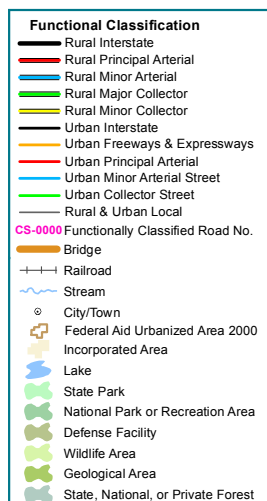 Functional Classification
Rural Interstate
Rural Principal Arterial
Rural Minor Arterial
Rural Major Collector
Rural Minor Collector
Urban Interstate
Urban Freeways & Expressways
Urban Principal Arterial
Urban Minor Arterial Street
Urban Collector Street
Rural & Urban Local
CS-0000 Functionally Classified Road No.
Bridge
Railroad
Stream
City/Town
Federal Aid Urbanized Area 2000
Incorporated Area
Lake
State Park
National Park or Recreation Area
Defense Facility
Wildlife Area
Geological Area
State, National, or Private Forest